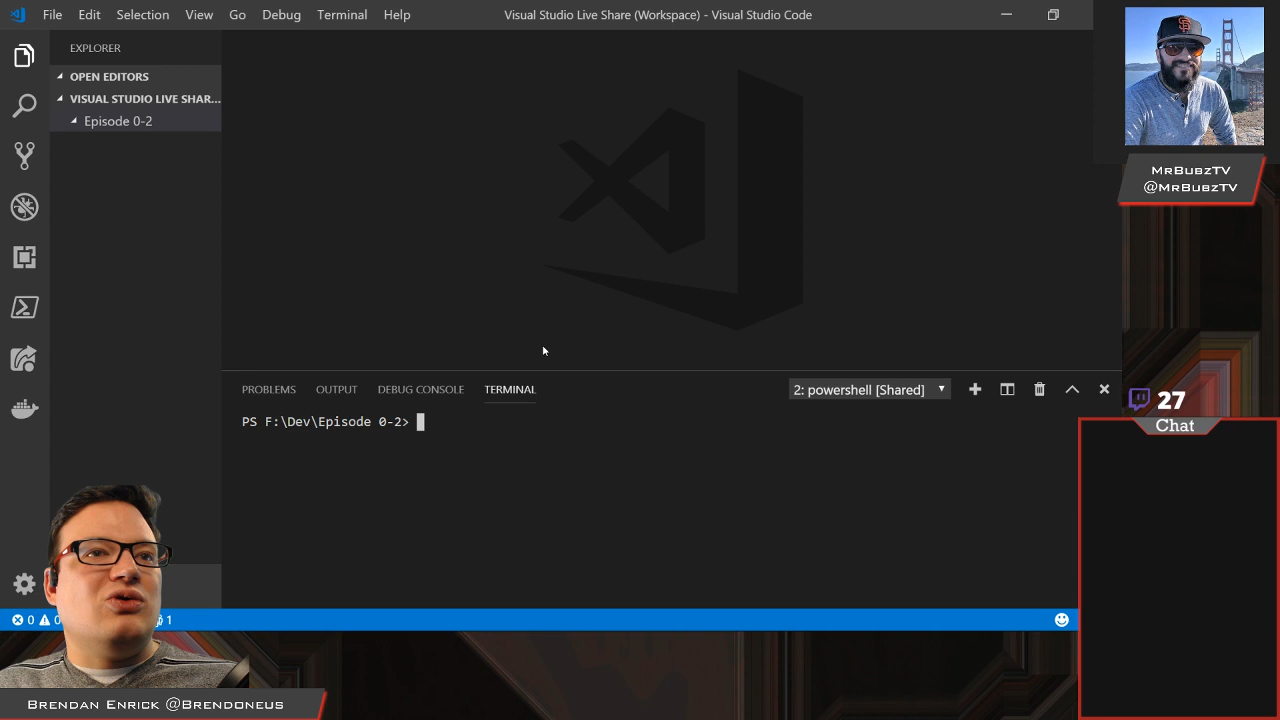 File Edit Selection View Go Debug Terminal Help
Visual Studio Live Share (Workspace) - Visual Studio Code
EXPLORER
OPEN EDITORS
VISUAL STUDIO LIVE SHAR...
Episode 0-2
MrBubzTV
@MrBubzTV
PROBLEMS OUTPUT DEBUG CONSOLE TERMINAL
2: powershell [Shared]
27
Chat
PS F:\Dev\Episode 0-2>
0 0 1
Brendan Enrick @Brendoneus